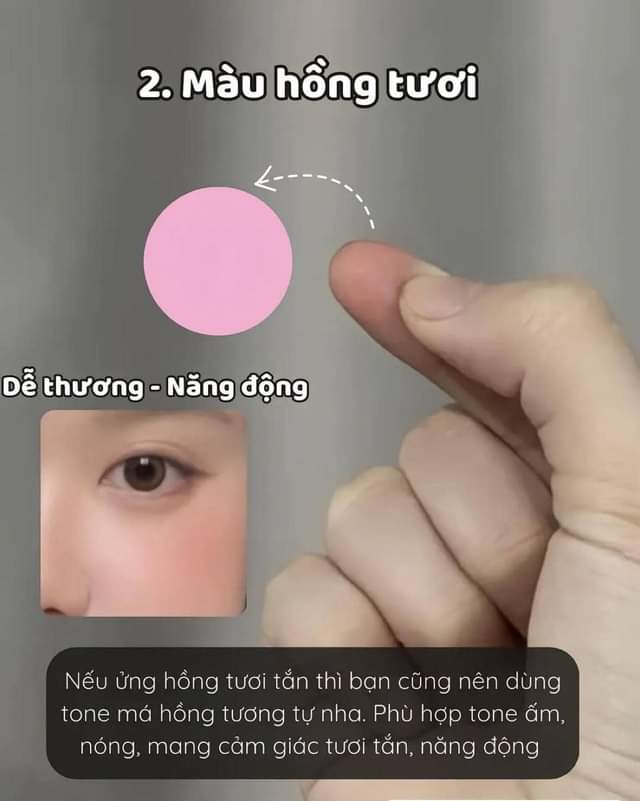 2. Màu hồng tươi
Dễ thương - Năng động
Nếu ửng hồng tươi tắn thì bạn cũng nên dùng
tone má hồng tương tự nha. Phù hợp tone ấm,
nóng, mang cảm giác tươi tắn, năng động